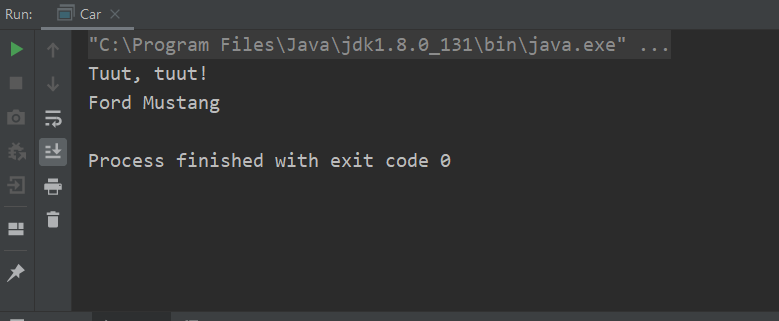 Run: Car
"C:\Program Files\Java\jdk1.8.0_131\bin\java.exe" ...
Tuut, tuut!
Ford Mustang
Process finished with exit code 0